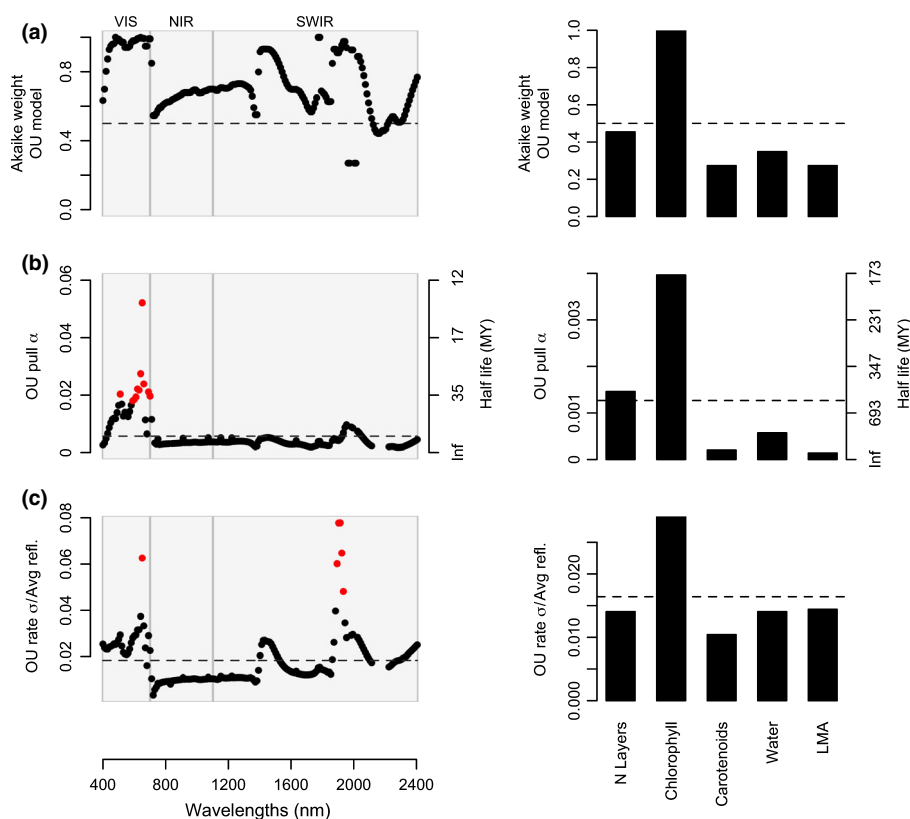 VIS NIR SWIR
(a)
Akaike weight
OU model
0.0 0.4 0.8
Akaike weight
OU model
0.0 0.2 0.4 0.6 0.8 1.0
(b)
OU pull α
0 0.02 0.04 0.06
Inf 35 17 12
Half life (MY)
OU pull α
0 0.001 0.003
Inf 693 347 231 173
Half life (MY)
(c)
OU rate σ/Avg refl.
0.02 0.04 0.06 0.08
OU rate σ/Avg refl.
0.000 0.010 0.020
400 800 1200 1600 2000 2400
Wavelengths (nm)
N Layers
Chlorophyll
Carotenoids
Water
LMA